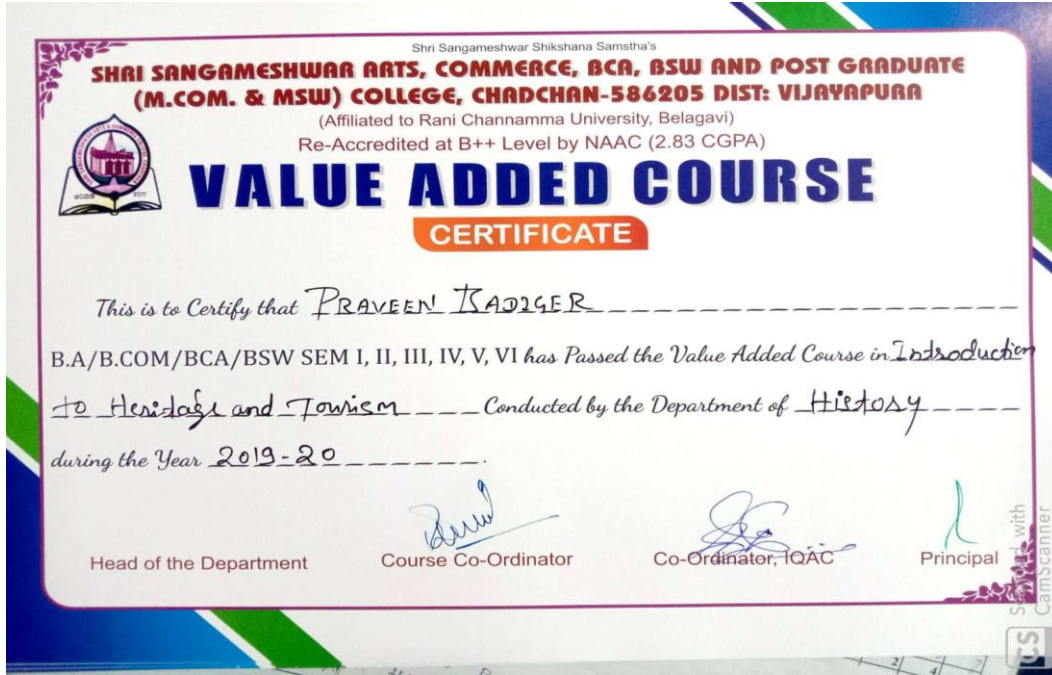 Shri Sangameshwar Shikshana Samstha's
SHRI SANGAMESHWAR ARTS, COMMERCE, BCA, BSW AND POST GRADUATE
(M.COM. & MSW) COLLEGE, CHADCHAN-586205 DIST: VIJAYAPURA
(Affiliated to Rani Channamma University, Belagavi)
Re-Accredited at B++ Level by NAAC (2.83 CGPA)
VALUE ADDED COURSE
CERTIFICATE
This is to Certify that PRAVEEN BADIGER
B.A/B.COM/BCA/BSW SEM I, II, III, IV, V, VI has Passed the Value Added Course in Introduction
to Heritage and Tourism Conducted by the Department of History
during the Year 2019-20.
Head of the Department Course Co-Ordinator Co-Ordinator, IQAC Principal
CS Scanned with
CamScanner
2 4 7